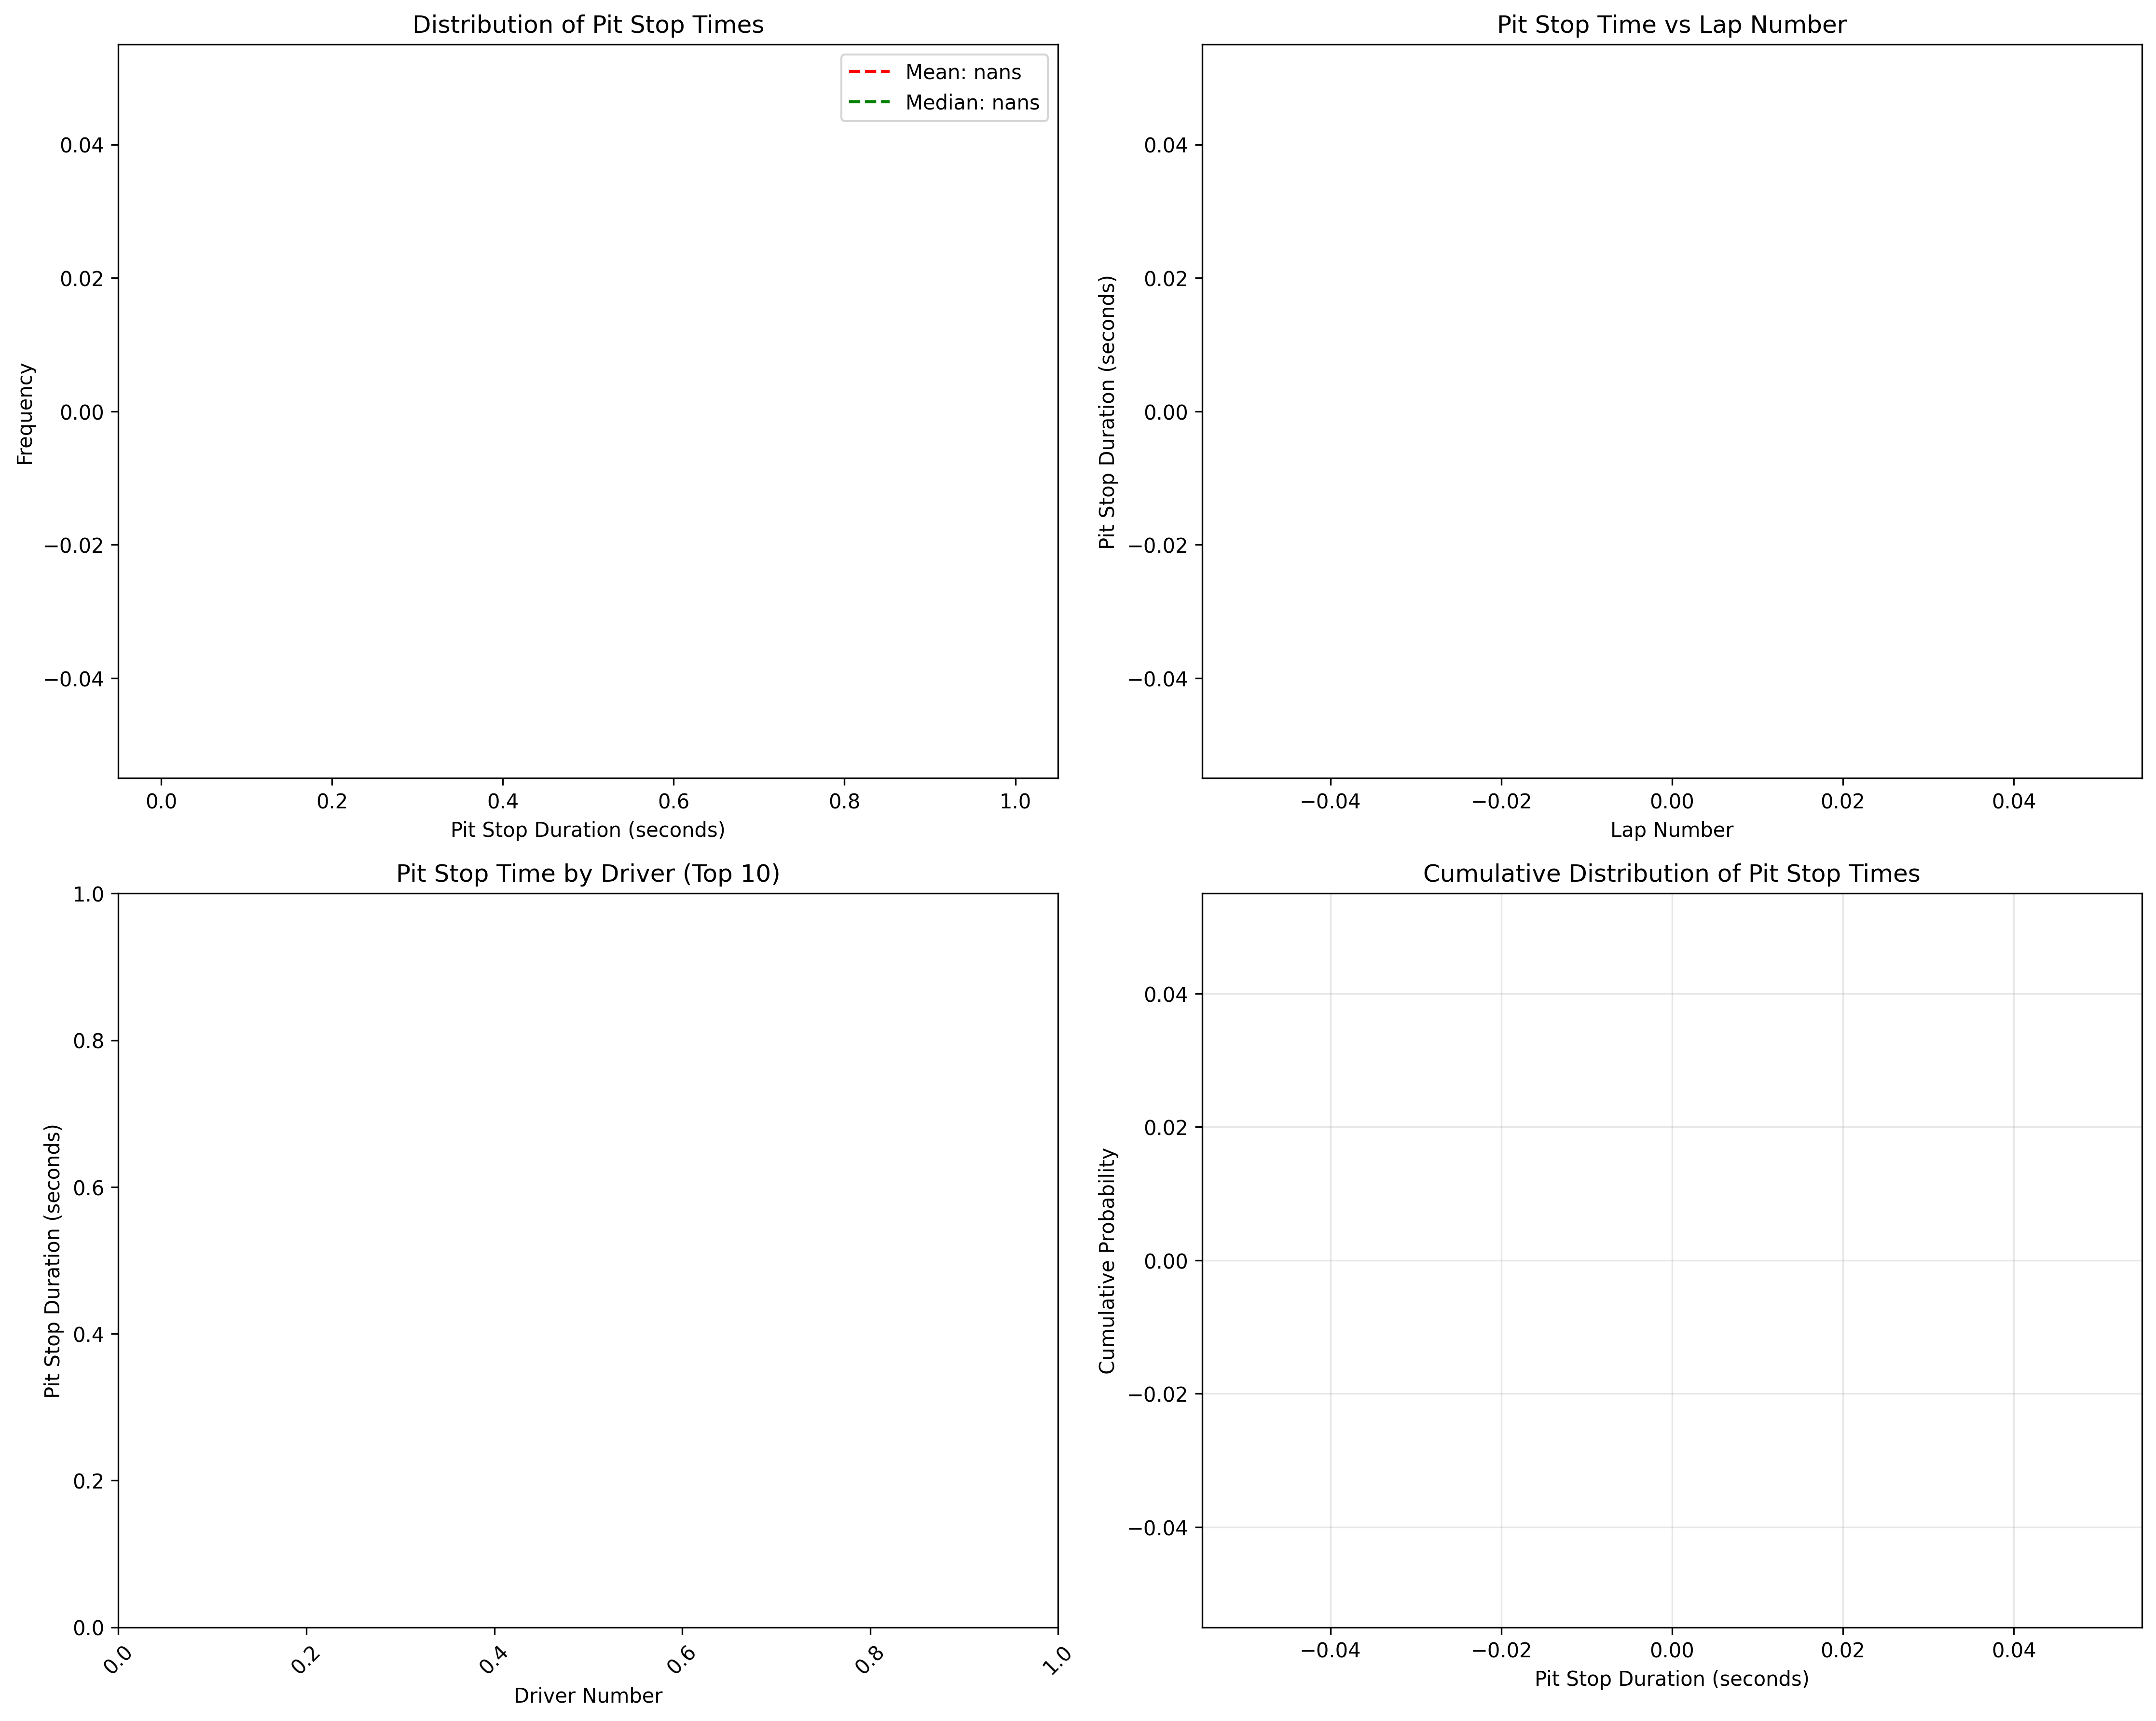 Distribution of Pit Stop Times
Mean: nans
Median: nans
0.04
0.02
0.00
−0.02
−0.04
Frequency
0.0 0.2 0.4 0.6 0.8 1.0
Pit Stop Duration (seconds)
Pit Stop Time vs Lap Number
0.04
0.02
0.00
−0.02
−0.04
Pit Stop Duration (seconds)
−0.04 −0.02 0.00 0.02 0.04
Lap Number
Pit Stop Time by Driver (Top 10)
1.0
0.8
0.6
0.4
0.2
0.0
Pit Stop Duration (seconds)
0.0 0.2 0.4 0.6 0.8 1.0
Driver Number
Cumulative Distribution of Pit Stop Times
0.04
0.02
0.00
−0.02
−0.04
Cumulative Probability
−0.04 −0.02 0.00 0.02 0.04
Pit Stop Duration (seconds)